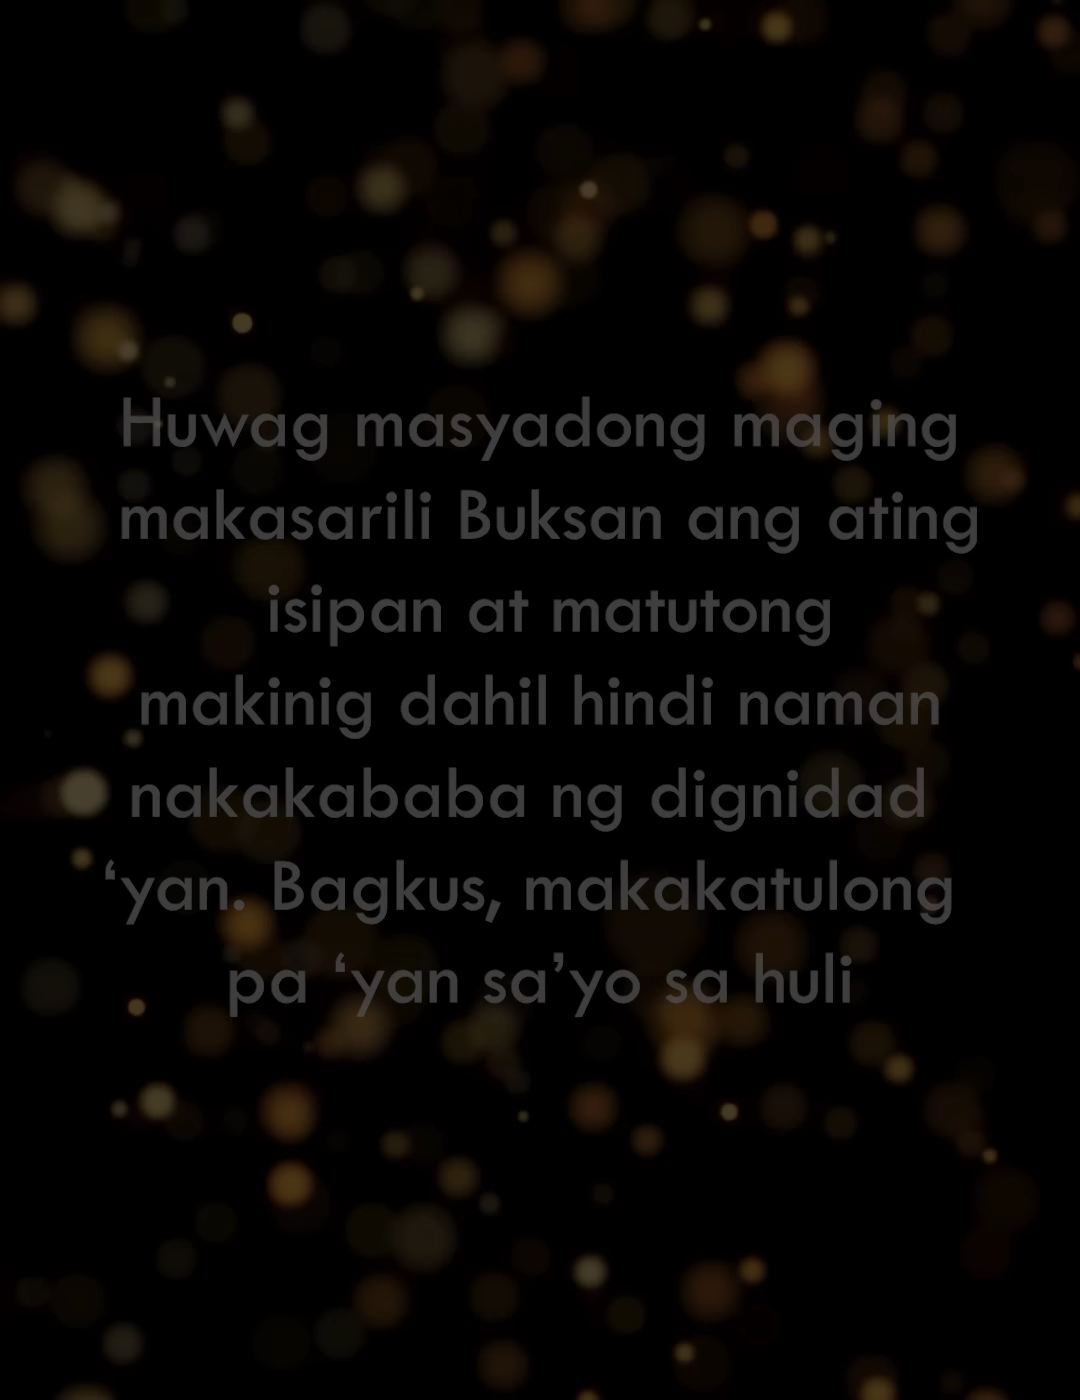 Huwag masyadong maging
makasarili Buksan ang ating
isipan at matutong
makinig dahil hindi naman
nakakababa ng dignidad
‘yan. Bagkus, makakatulong
pa ‘yan sa’yo sa huli